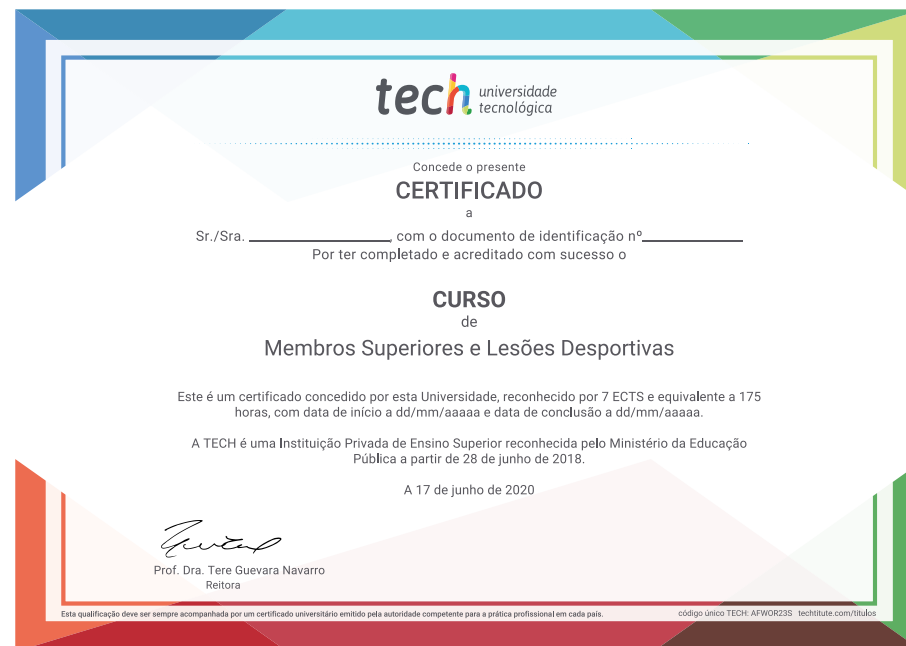 tech universidade
tecnológica
Concede o presente
CERTIFICADO
a
Sr./Sra. ____________, com o documento de identificação nº____________
Por ter completado e acreditado com sucesso o
CURSO
de
Membros Superiores e Lesões Desportivas
Este é um certificado concedido por esta Universidade, reconhecido por 7 ECTS e equivalente a 175
horas, com data de início a dd/mm/aaaaa e data de conclusão a dd/mm/aaaaa.
A TECH é uma Instituição Privada de Ensino Superior reconhecida pelo Ministério da Educação
Pública a partir de 28 de junho de 2018.
A 17 de junho de 2020
Prof. Dra. Tere Guevara Navarro
Reitora
Esta qualificação deve ser sempre acompanhada por um certificado universitário emitido pela autoridade competente para a prática profissional em cada país.
código único TECH: AFWOR23S techtitute.com/titulos